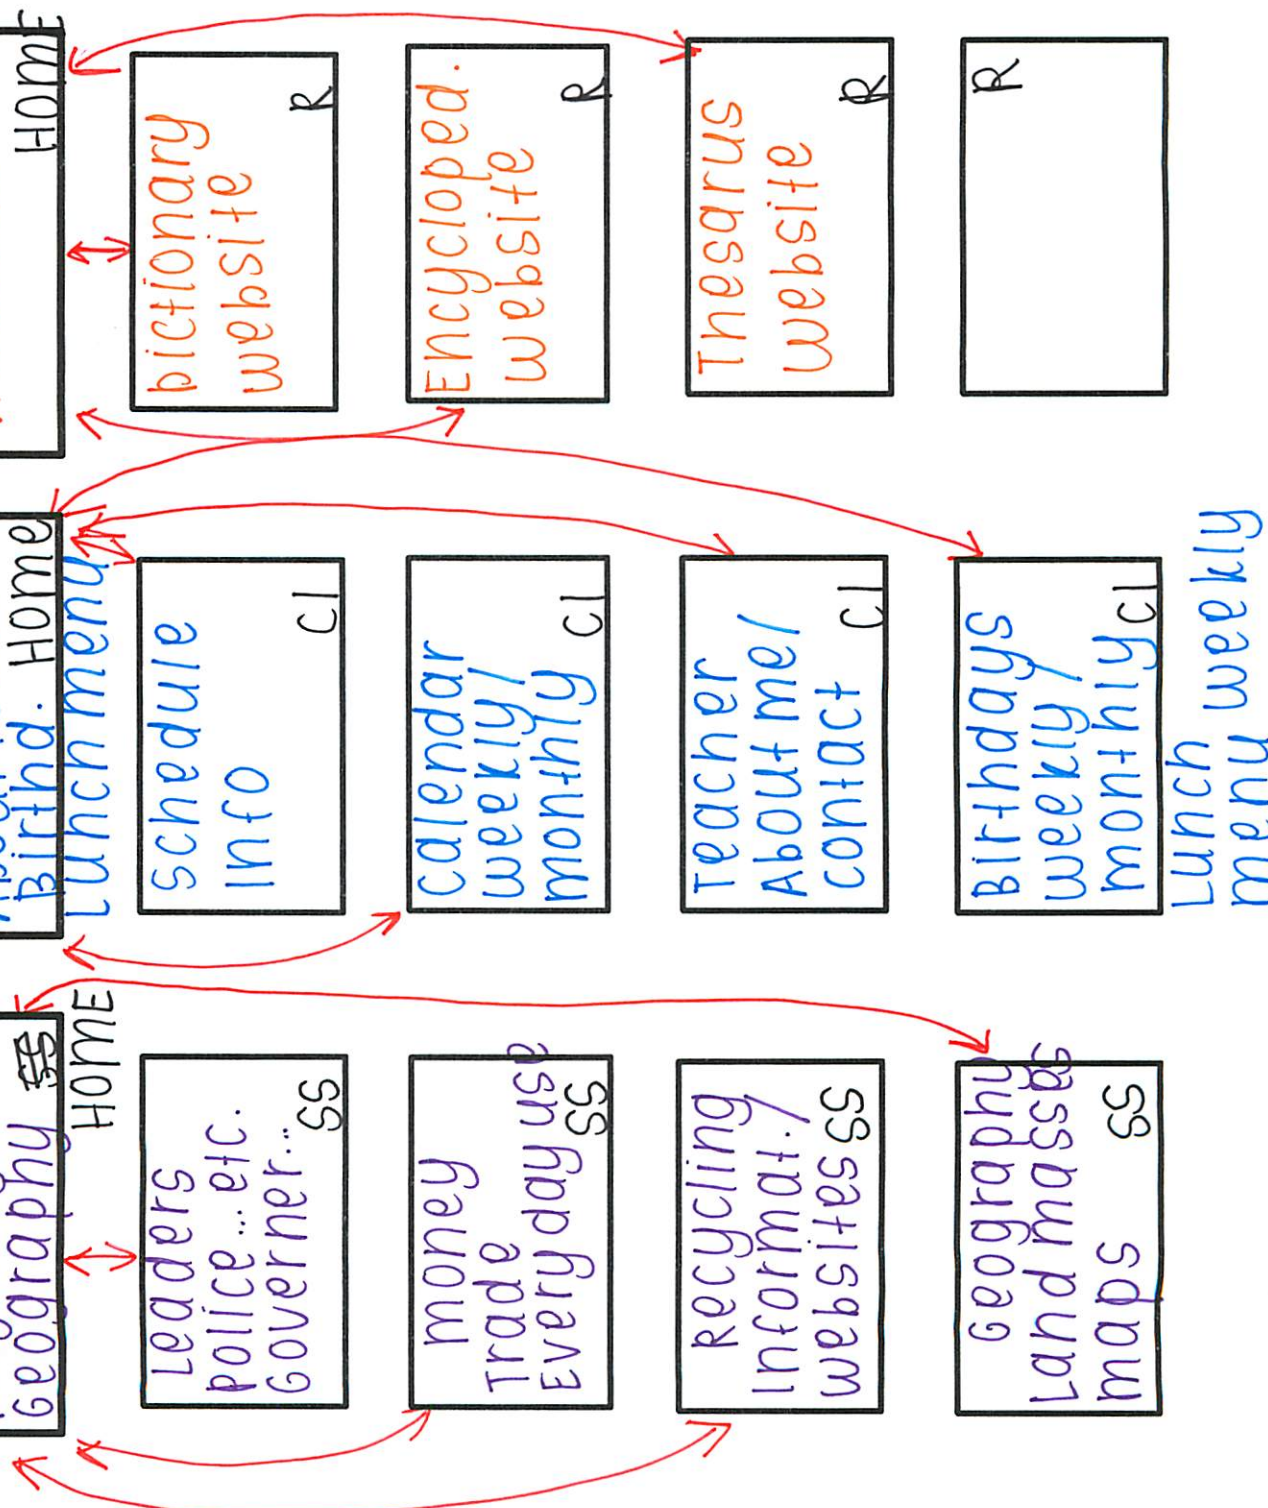 Geography
HOME
Birthd. Home
Lunch menu
HOME
Leaders
police...etc.
Governer...
SS
money
Trade
Every day use
SS
Recycling
Informat./
websites SS
Geography
Land masses
maps SS
schedule
Info
Cl
calendar
weekly/
monthly Cl
Teacher
About me/
contact Cl
Birthdays
weekly/
monthly Cl
Lunch
menu weekly
Dictionary
website
R
Encycloped.
website
R
Thesarus
website
R
R